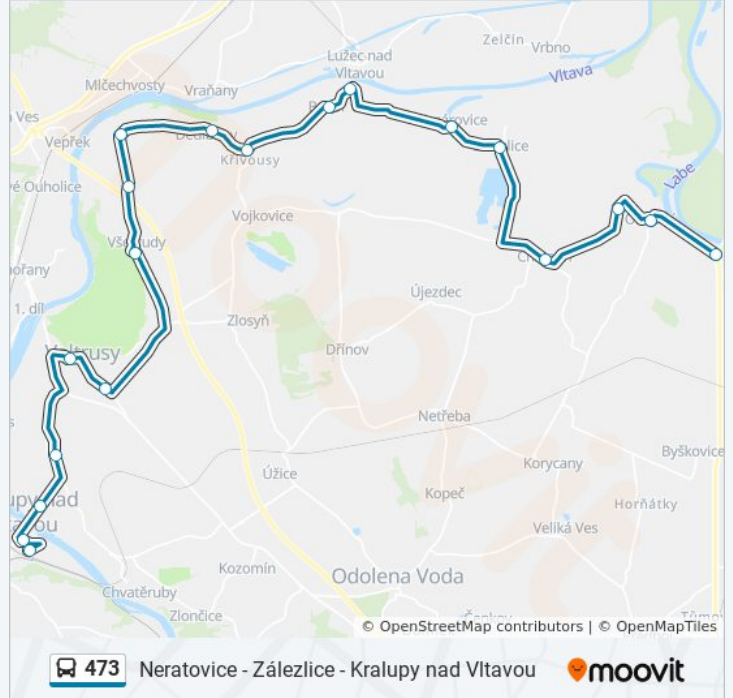 Zelčín
Vrbno
Lužec nad
Vltavou
Vltava
Mlčechvosty
Vraňany
Ves
Vepřek
Křivousy
Labe
Vojkovice
1. díl
Újezdec
Zlosyň
Dřínov
Netřeba
Byškovice
Korycany
Úžice
Kopeč
Horňátky
Veliká Ves
Kozomín
Odolena Voda
Chvatěruby
Zlončice
© OpenStreetMap contributors | © OpenMapTiles
473 Neratovice - Zálezlice - Kralupy nad Vltavou
moovit